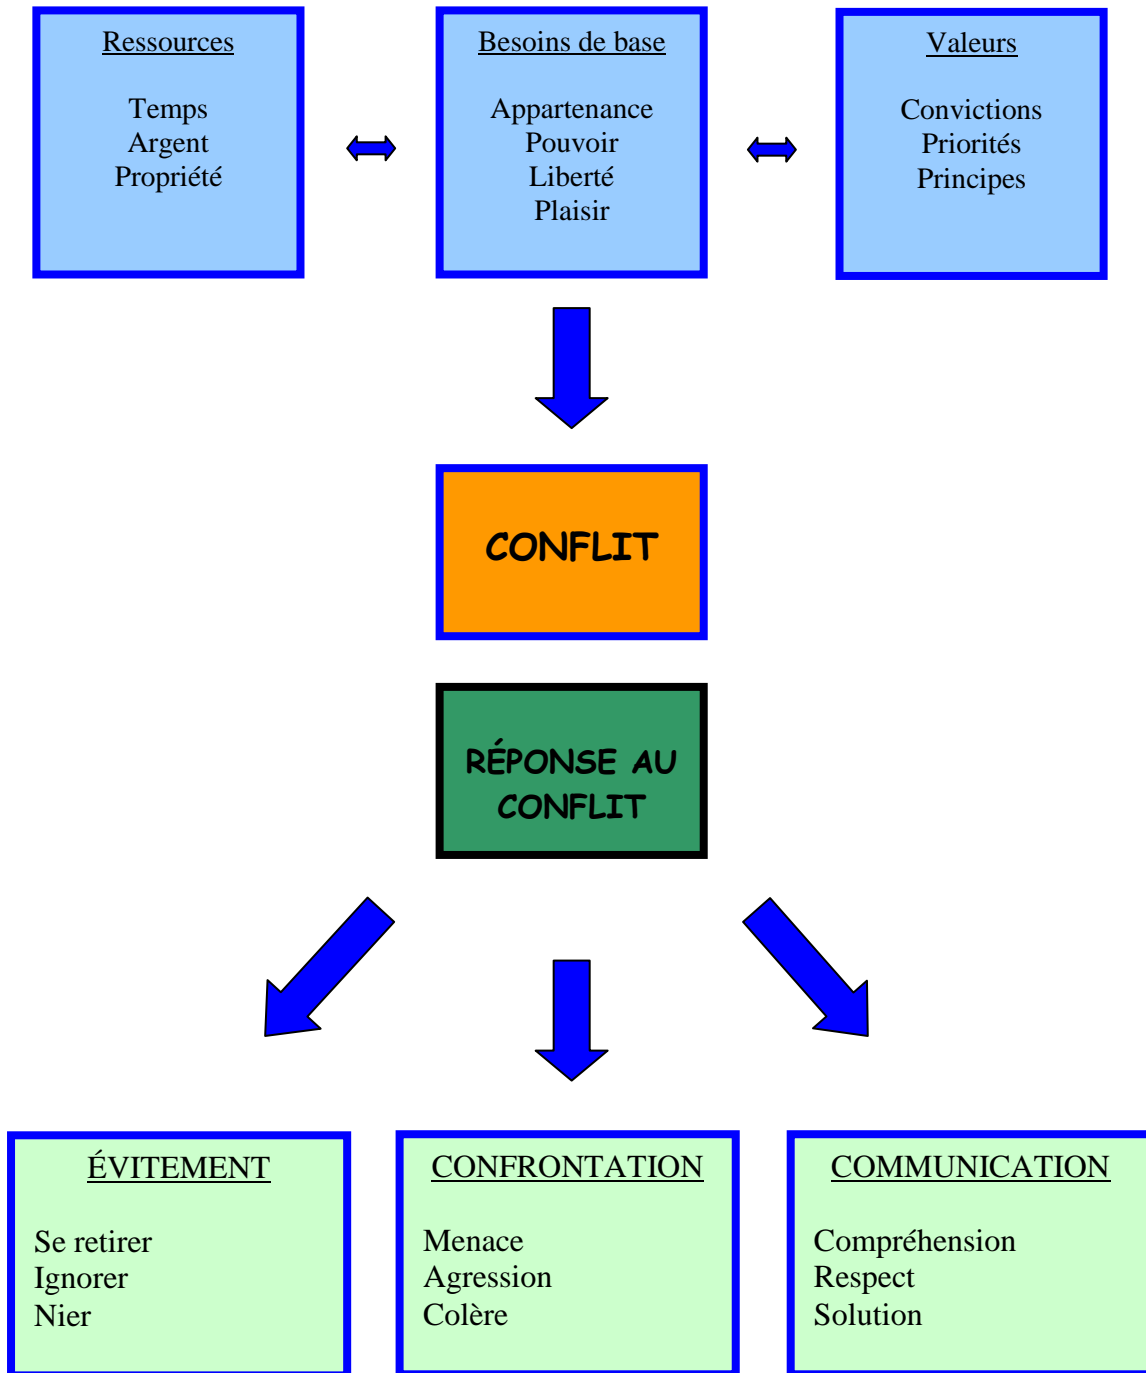 Ressources
Temps
Argent
Propriété
Besoins de base
Appartenance
Pouvoir
Liberté
Plaisir
Valeurs
Convictions
Priorités
Principes
CONFLIT
RÉPONSE AU
CONFLIT
ÉVITEMENT
Se retirer
Ignorer
Nier
CONFRONTATION
Menace
Agression
Colère
COMMUNICATION
Compréhension
Respect
Solution